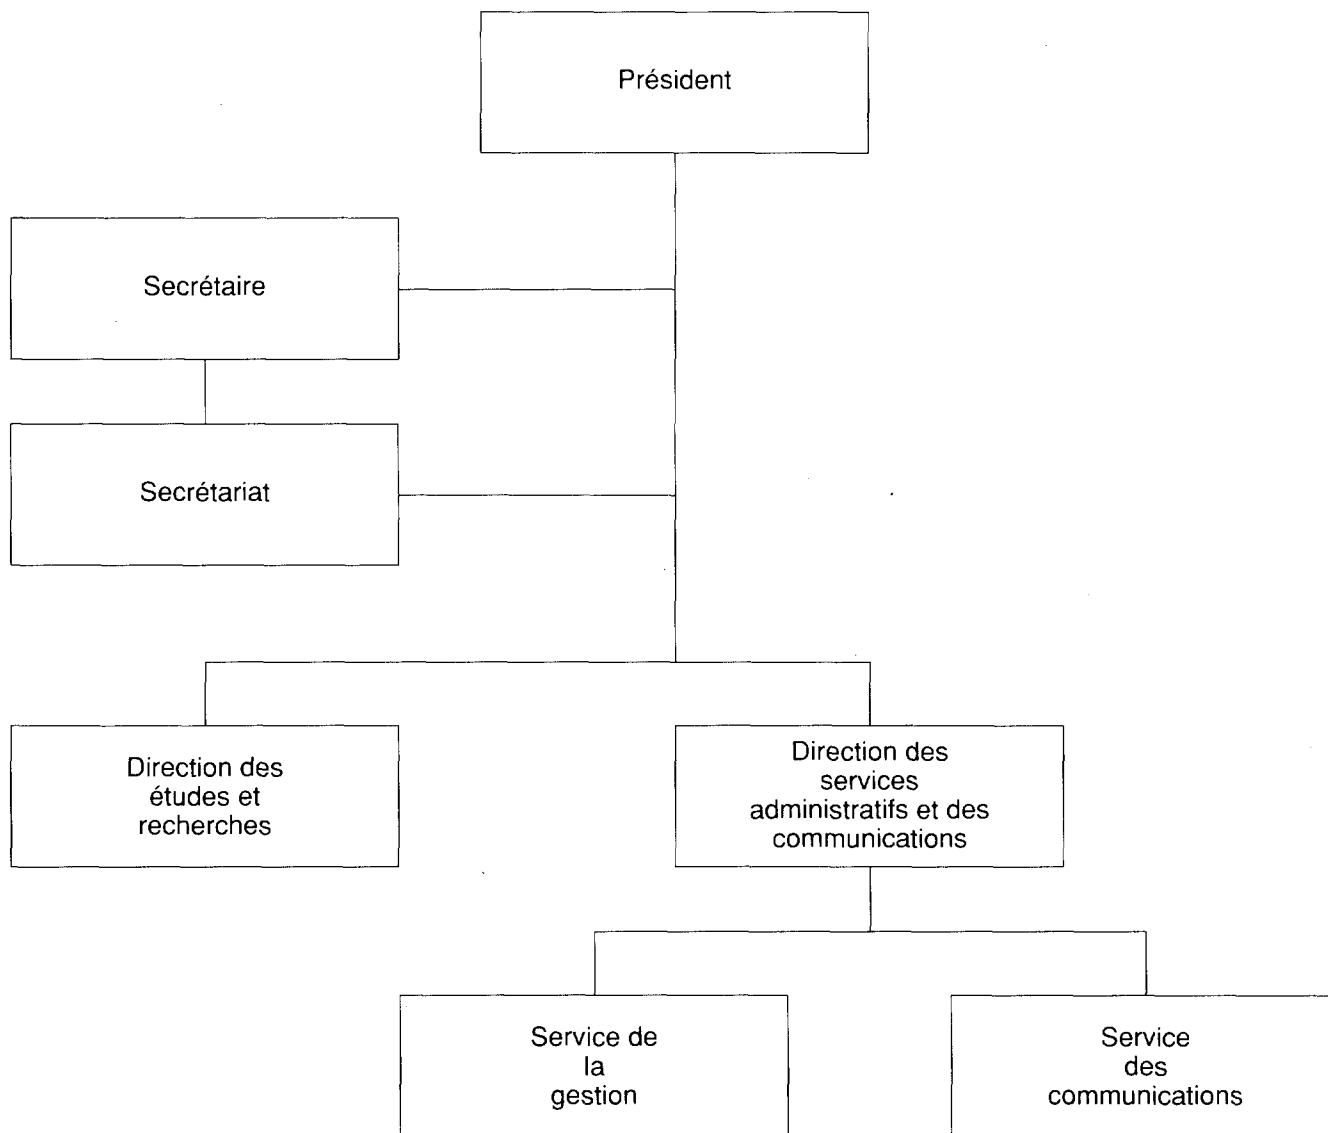 Président
Secrétaire
Secrétariat
Direction des
études et
recherches
Direction des
services
administratifs et des
communications
Service de
la
gestion
Service
des
communications